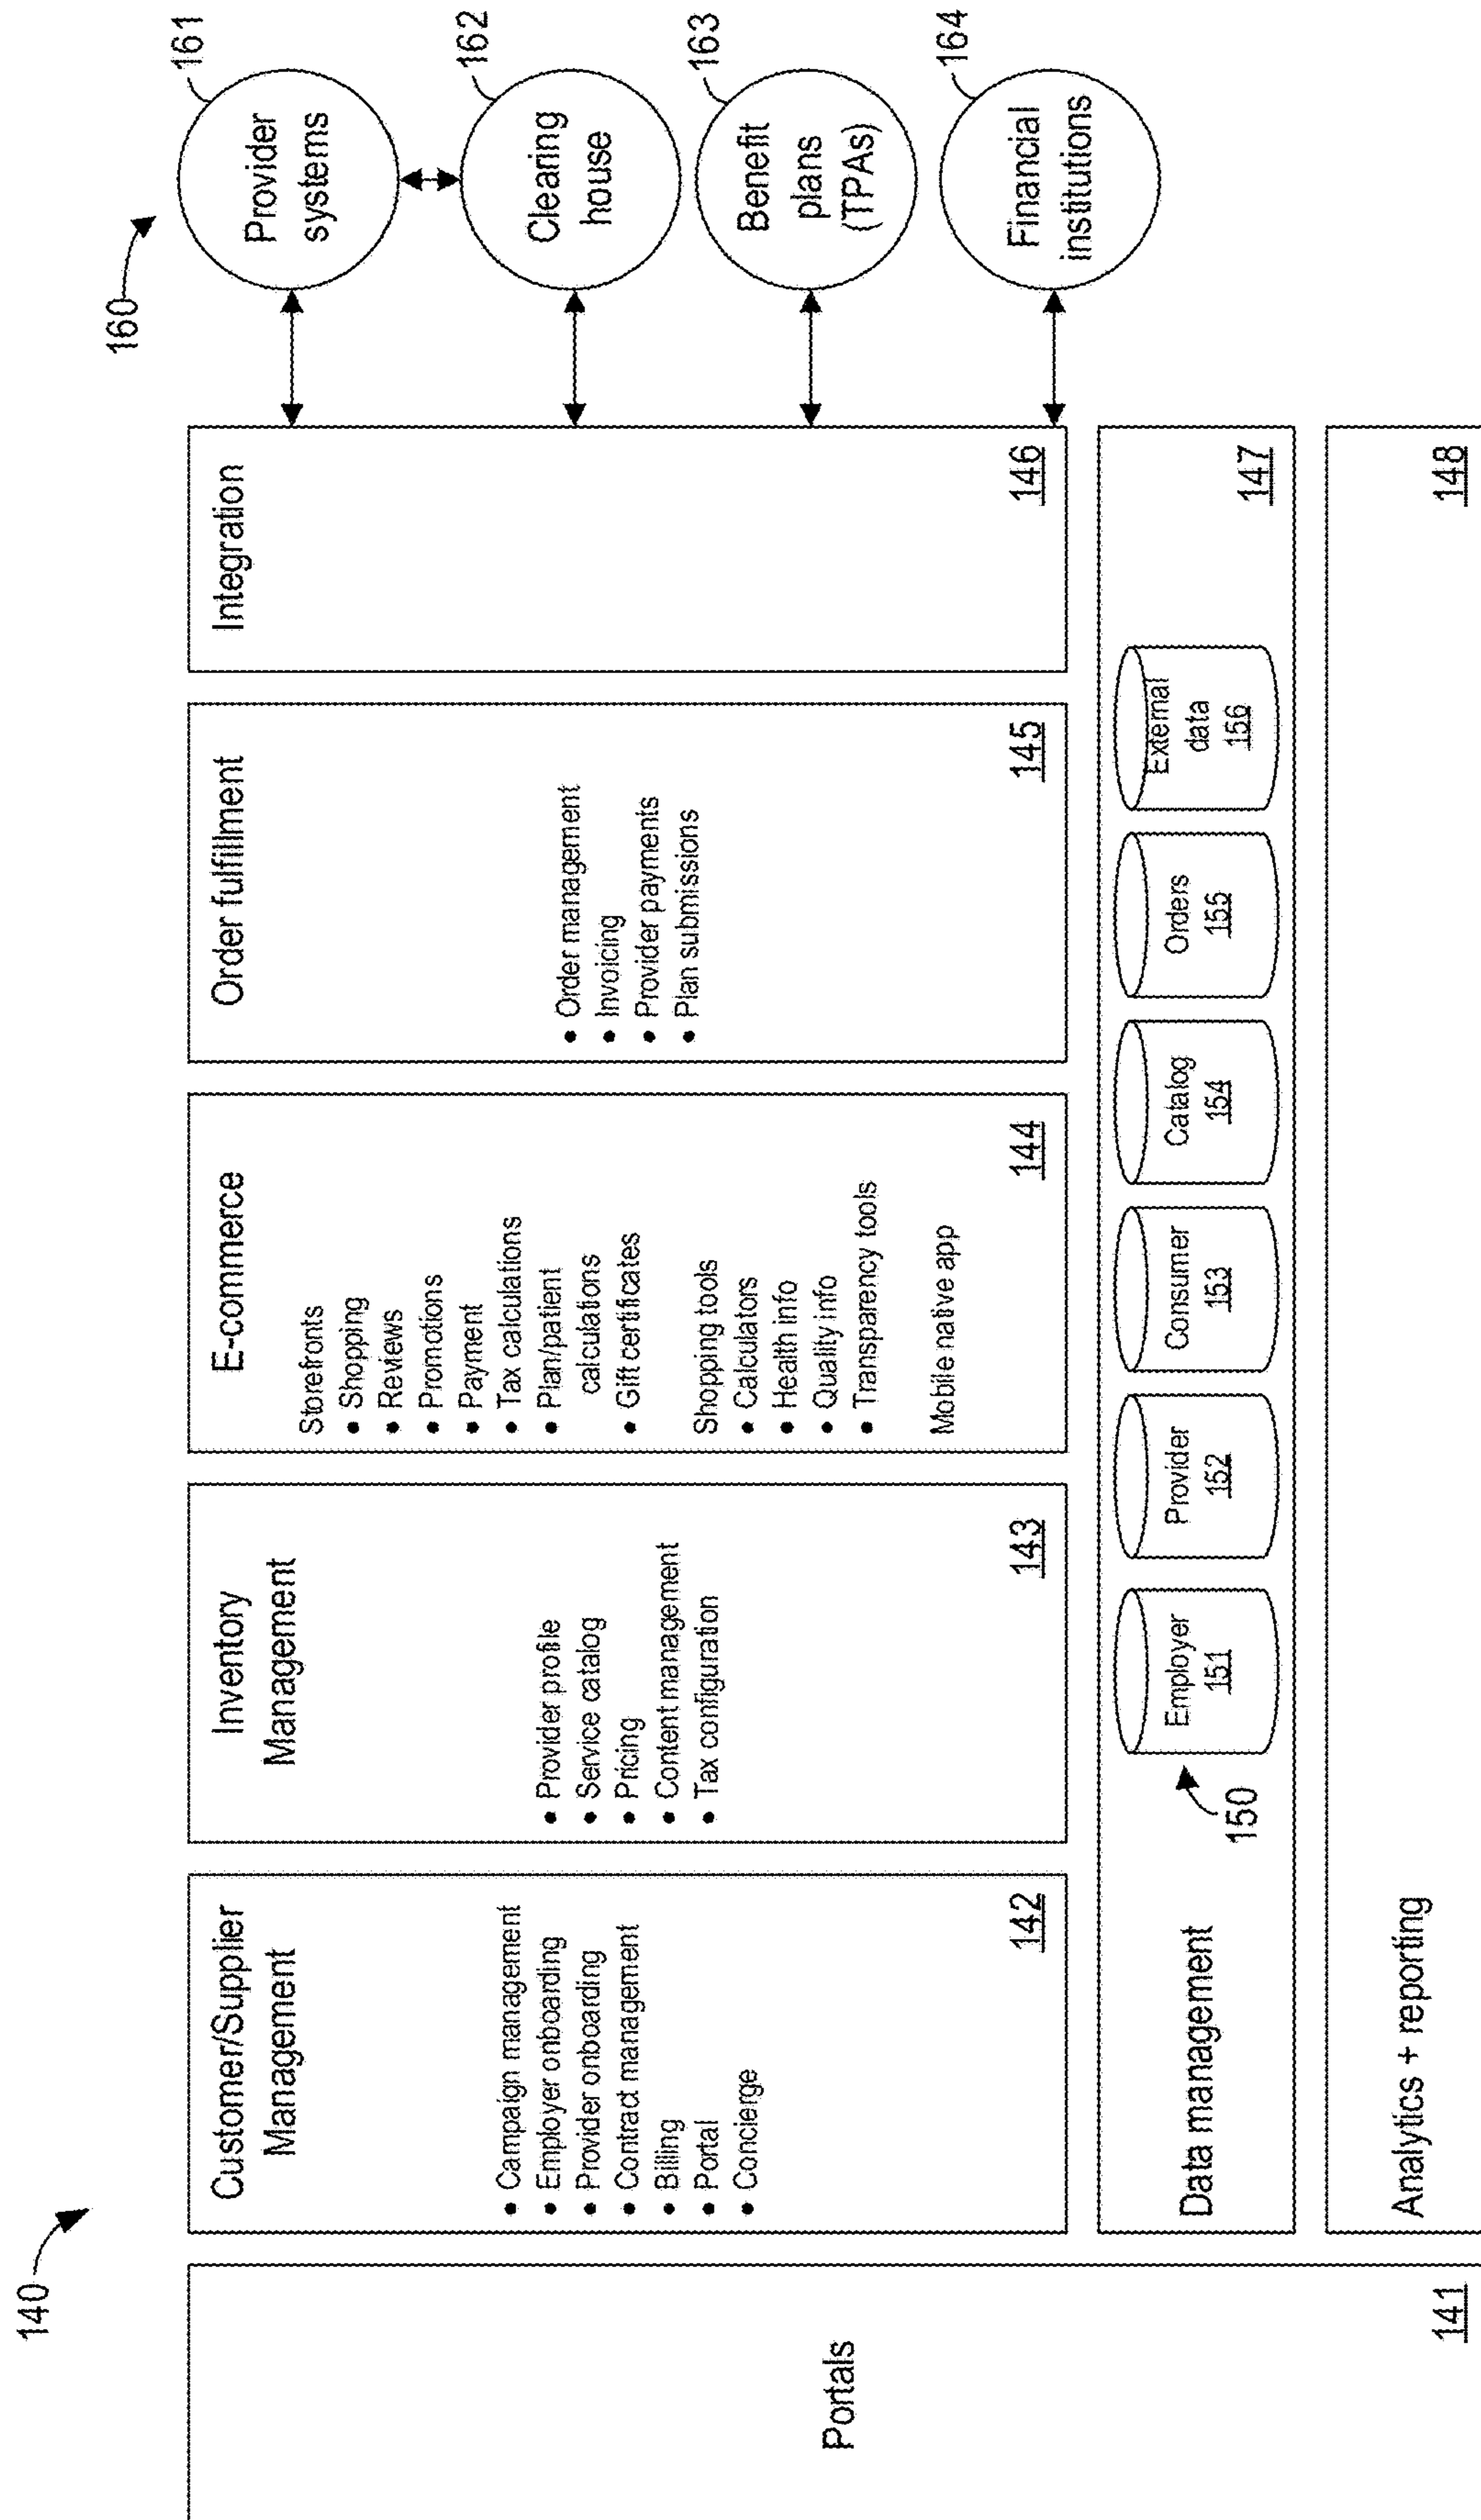 140
Portals
141
Customer/Supplier
Management
• Campaign management
• Employer onboarding
• Provider onboarding
• Contract management
• Billing
• Portal
• Concierge
142
Inventory
Management
• Provider profile
• Service catalog
• Pricing
• Content management
• Tax configuration
143
E-commerce
Storefronts
• Shopping
• Reviews
• Promotions
• Payment
• Tax calculations
• Plan/patient
calculations
• Gift certificates
Shopping tools
• Calculators
• Health info
• Quality info
• Transparency tools
Mobile native app
144
Order fulfillment
• Order management
• Invoicing
• Provider payments
• Plan submissions
145
Integration
146
160
Provider
systems
161
Clearing
house
162
Benefit
plans
(TPAs)
163
Financial
institutions
164
Data management
150
Employer
151
Provider
152
Consumer
153
Catalog
154
Orders
155
External
data
156
147
Analytics + reporting
148